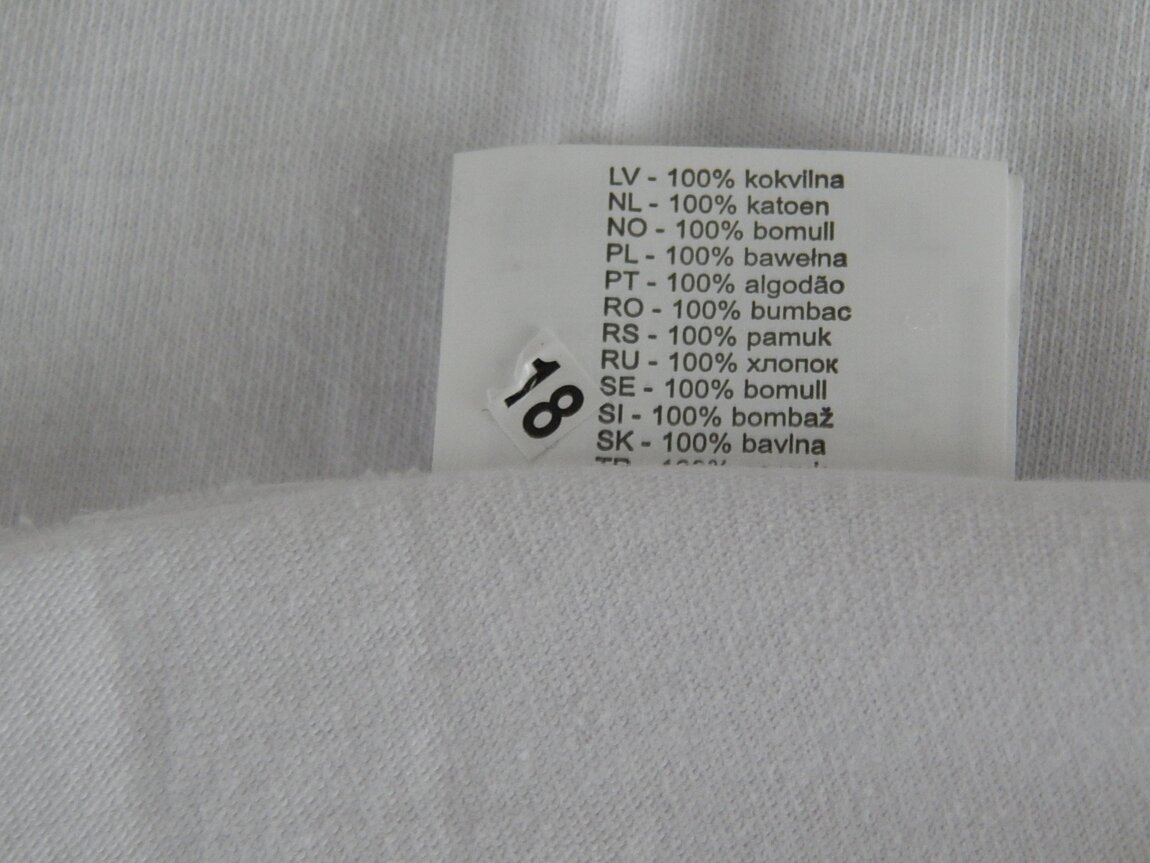 LV - 100% kokvilna
NL - 100% katoen
NO - 100% bomull
PL - 100% bawełna
PT - 100% algodão
RO - 100% bumbac
RS - 100% pamuk
RU - 100% хлопок
SE - 100% bomull
SI - 100% bombaž
SK - 100% bavlna
18